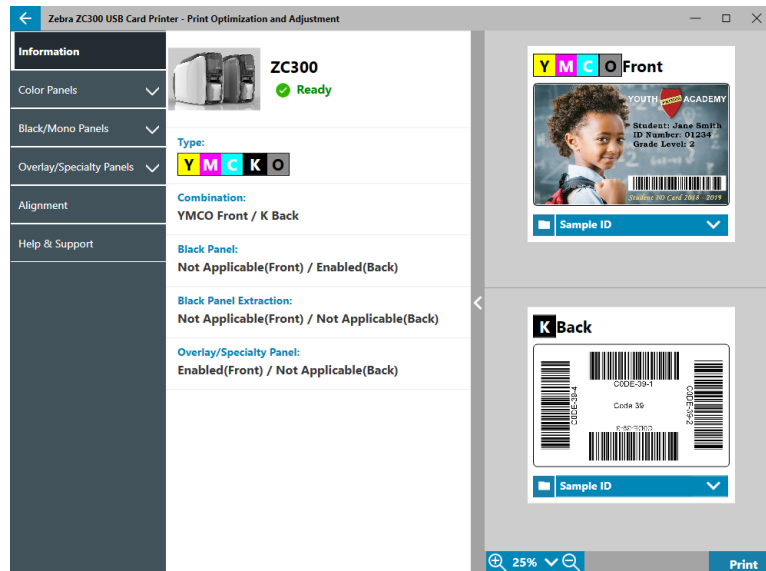 Zebra ZC300 USB Card Printer - Print Optimization and Adjustment
Information
Color Panels
Black/Mono Panels
Overlay/Specialty Panels
Alignment
Help & Support
ZC300
Ready
Type:
Y M C K O
Combination:
YMCO Front / K Back
Black Panel:
Not Applicable(Front) / Enabled(Back)
Black Panel Extraction:
Not Applicable(Front) / Not Applicable(Back)
Overlay/Specialty Panel:
Enabled(Front) / Not Applicable(Back)
Y M C O Front
YOUTH ACADEMY
Student: Jane Smith
ID Number: 01234
Grade Level: 2
Student ID Card 2018 - 2019
Sample ID
K Back
CODE-39-1
CODE-39-4
Code 39
CODE-39-2
CODE-39-3
Sample ID
25%
Print